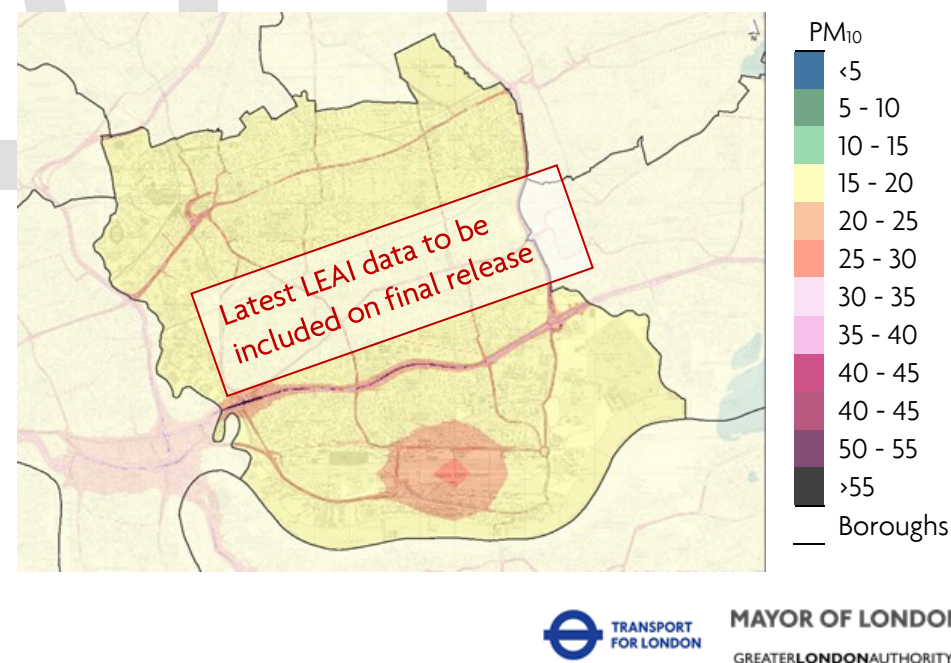 PM₁₀
<5
5 - 10
10 - 15
15 - 20
20 - 25
25 - 30
30 - 35
35 - 40
40 - 45
40 - 45
50 - 55
>55
Boroughs
Latest LEAI data to be
included on final release
N
TRANSPORT
FOR LONDON
MAYOR OF LONDON
GREATERLONDONAUTHORITY